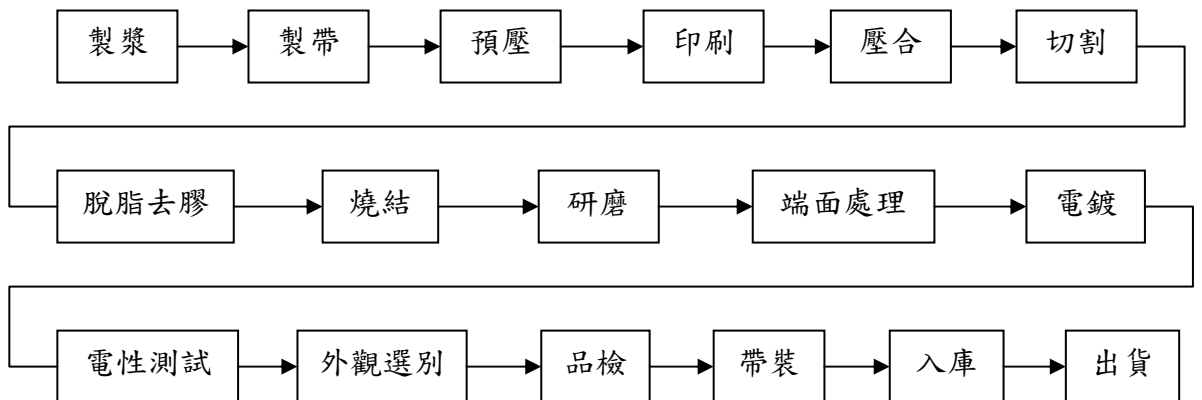 製漿 製帶 預壓 印刷 壓合 切割
脫脂去膠 燒結 研磨 端面處理 電鍍
電性測試 外觀選別 品檢 帶裝 入庫 出貨